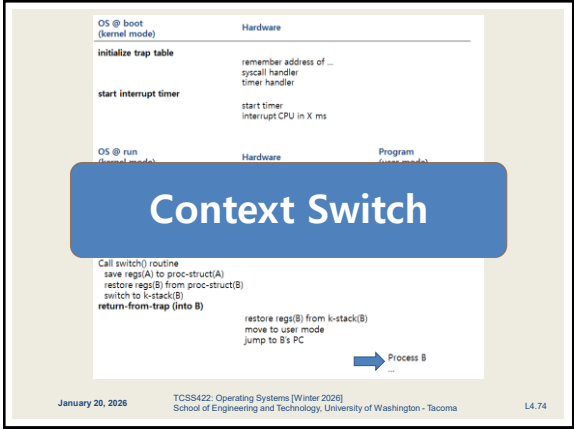 OS @ boot
(kernel mode)
Hardware
initialize trap table
remember address of ...
syscall handler
timer handler
start interrupt timer
start timer
interrupt CPU in X ms
OS @ run
(kernel mode)
Hardware
Program
(user mode)
Context Switch
Call switch() routine
save regs(A) to proc-struct(A)
restore regs(B) from proc-struct(B)
switch to k-stack(B)
return-from-trap (into B)
restore regs(B) from k-stack(B)
move to user mode
jump to B's PC
Process B
...
January 20, 2026
TCSS422: Operating Systems [Winter 2026]
School of Engineering and Technology, University of Washington - Tacoma
L4.74